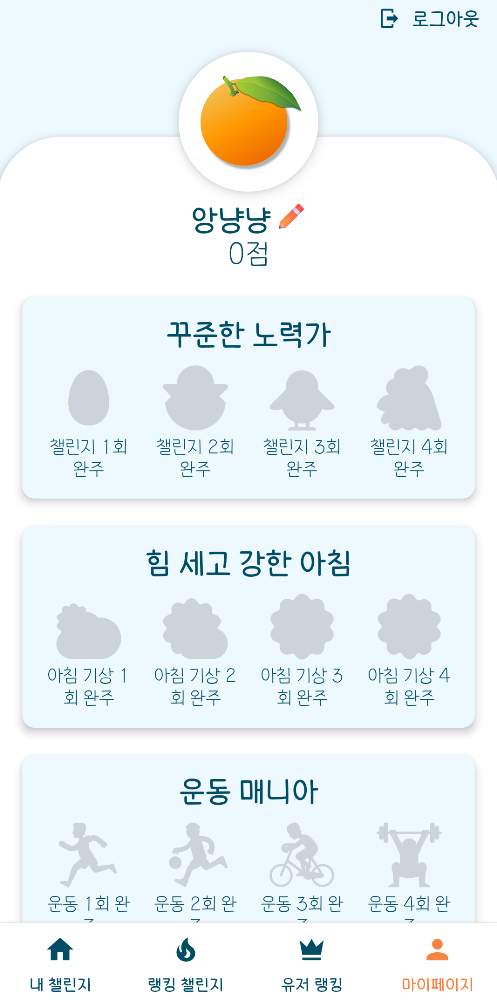 로그아웃
앙냥냥
0점
꾸준한 노력가
챌린지 1회 챌린지 2회 챌린지 3회 챌린지 4회
완주 완주 완주 완주
힘 세고 강한 아침
아침 기상 1 아침 기상 2 아침 기상 3 아침 기상 4
회 완주 회 완주 회 완주 회 완주
운동 매니아
운동 1회 완 운동 2회 완 운동 3회 완 운동 4회 완
내 챌린지 랭킹 챌린지 유저 랭킹 마이페이지